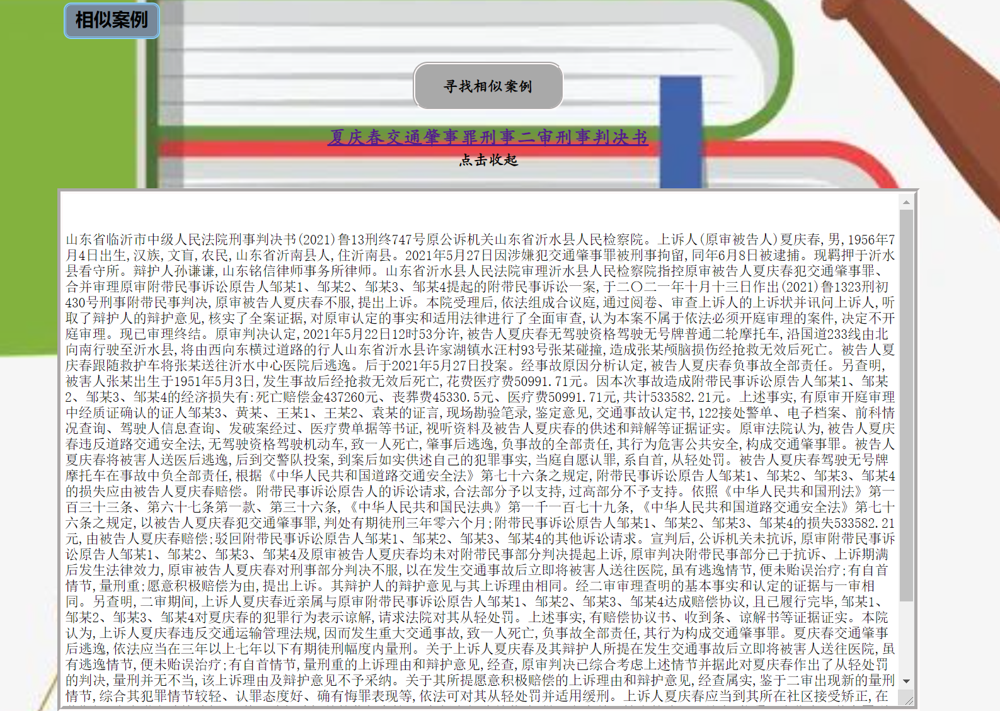 相似案例
寻找相似案例
夏庆春交通肇事罪刑事二审刑事判决书
点击收起
山东省临沂市中级人民法院刑事判决书(2021)鲁13刑终747号原公诉机关山东省沂水县人民检察院。上诉人(原审被告人)夏庆春,男,1956年7
月4日出生,汉族,文盲,农民,山东省沂南县人,住沂南县。2021年5月27日因涉嫌犯交通肇事罪被刑事拘留,同年6月8日被逮捕。现羁押于沂水
县看守所。辩护人孙谦谦,山东铭信律师事务所律师。山东省沂水县人民法院审理沂水县人民检察院指控原审被告人夏庆春犯交通肇事罪、
合并审理原审附带民事诉讼原告人邹某1、邹某2、邹某3、邹某4提起的附带民事诉讼一案,于二〇二一年十月十三日作出(2021)鲁1323刑初
430号刑事附带民事判决,原审被告人夏庆春不服,提出上诉。本院受理后,依法组成合议庭,通过阅卷、审查上诉人的上诉状并讯问上诉人,听
取了辩护人的辩护意见,核实了全案证据,对原审认定的事实和适用法律进行了全面审查,认为本案不属于依法必须开庭审理的案件,决定不开
庭审理。现已审理终结。原审判决认定,2021年5月22日12时53分许,被告人夏庆春无驾驶资格驾驶无号牌普通二轮摩托车,沿国道233线由北
向南行驶至沂水县,将由西向东横过道路的行人山东省沂水县许家湖镇水汪村93号张某碰撞,造成张某颅脑损伤经抢救无效后死亡。被告人夏
庆春跟随救护车将张某送往沂水中心医院后逃逸。后于2021年5月27日投案。经事故原因分析认定,被告人夏庆春负事故全部责任。另查明,
被害人张某出生于1951年5月3日,发生事故后经抢救无效后死亡,花费医疗费50991.71元。因本次事故造成附带民事诉讼原告人邹某1、邹某
2、邹某3、邹某4的经济损失有:死亡赔偿金437260元、丧葬费45330.5元、医疗费50991.71元,共计533582.21元。上述事实,有原审开庭审理
中经质证确认的证人邹某3、黄某、王某1、王某2、袁某的证言,现场勘验笔录,鉴定意见,交通事故认定书,122接处警单、电子档案、前科情
况查询、驾驶人信息查询、发破案经过、医疗费单据等书证,视听资料及被告人夏庆春的供述和辩解等证据证实。原审法院认为,被告人夏庆
春违反道路交通安全法,无驾驶资格驾驶机动车,致一人死亡,肇事后逃逸,负事故的全部责任,其行为危害公共安全,构成交通肇事罪。被告人
夏庆春将被害人送医后逃逸,后到交警队投案,到案后如实供述自己的犯罪事实,当庭自愿认罪,系自首,从轻处罚。被告人夏庆春驾驶无号牌
摩托车在事故中负全部责任,根据《中华人民共和国道路交通安全法》第七十六条之规定,附带民事诉讼原告人邹某1、邹某2、邹某3、邹某4
的损失应由被告人夏庆春赔偿。附带民事诉讼原告人的诉讼请求,合法部分予以支持,过高部分不予支持。依照《中华人民共和国刑法》第一
百三十三条、第六十七条第一款、第三十六条,《中华人民共和国民法典》第一千一百七十九条,《中华人民共和国道路交通安全法》第七十
六条之规定,以被告人夏庆春犯交通肇事罪,判处有期徒刑三年零六个月;附带民事诉讼原告人邹某1、邹某2、邹某3、邹某4的损失533582.21
元,由被告人夏庆春赔偿;驳回附带民事诉讼原告人邹某1、邹某2、邹某3、邹某4的其他诉讼请求。宣判后,公诉机关未抗诉,原审附带民事诉
讼原告人邹某1、邹某2、邹某3、邹某4及原审被告人夏庆春均未对附带民事部分判决提起上诉,原审判决附带民事部分已于抗诉、上诉期满
后发生法律效力,原审被告人夏庆春对刑事部分判决不服,以在发生交通事故后立即将被害人送往医院,虽有逃逸情节,便未贻误治疗;有自首
情节,量刑重;愿意积极赔偿为由,提出上诉。其辩护人的辩护意见与其上诉理由相同。经二审审理查明的基本事实和认定的证据与一审相
同。另查明,二审期间,上诉人夏庆春近亲属与原审附带民事诉讼原告人邹某1、邹某2、邹某3、邹某4达成赔偿协议,且已履行完毕,邹某1、
邹某2、邹某3、邹某4对夏庆春的犯罪行为表示谅解,请求法院对其从轻处罚。上述事实,有赔偿协议书、收到条、谅解书等证据证实。本院
认为,上诉人夏庆春违反交通运输管理法规,因而发生重大交通事故,致一人死亡,负事故全部责任,其行为构成交通肇事罪。夏庆春交通肇事
后逃逸,依法应当在三年以上七年以下有期徒刑幅度内量刑。关于上诉人夏庆春及其辩护人所提在发生交通事故后立即将被害人送往医院,虽
有逃逸情节,便未贻误治疗;有自首情节,量刑重的上诉理由和辩护意见,经查,原审判决已综合考虑上述情节并据此对夏庆春作出了从轻处罚
的判决,量刑并无不当,该上诉理由及辩护意见不予采纳。关于其所提愿意积极赔偿的上诉理由和辩护意见,经查属实,鉴于二审出现新的量刑
情节,综合其犯罪情节较轻、认罪态度好、确有悔罪表现等,依法可对其从轻处罚并适用缓刑。上诉人夏庆春应当到其所在社区接受矫正,在